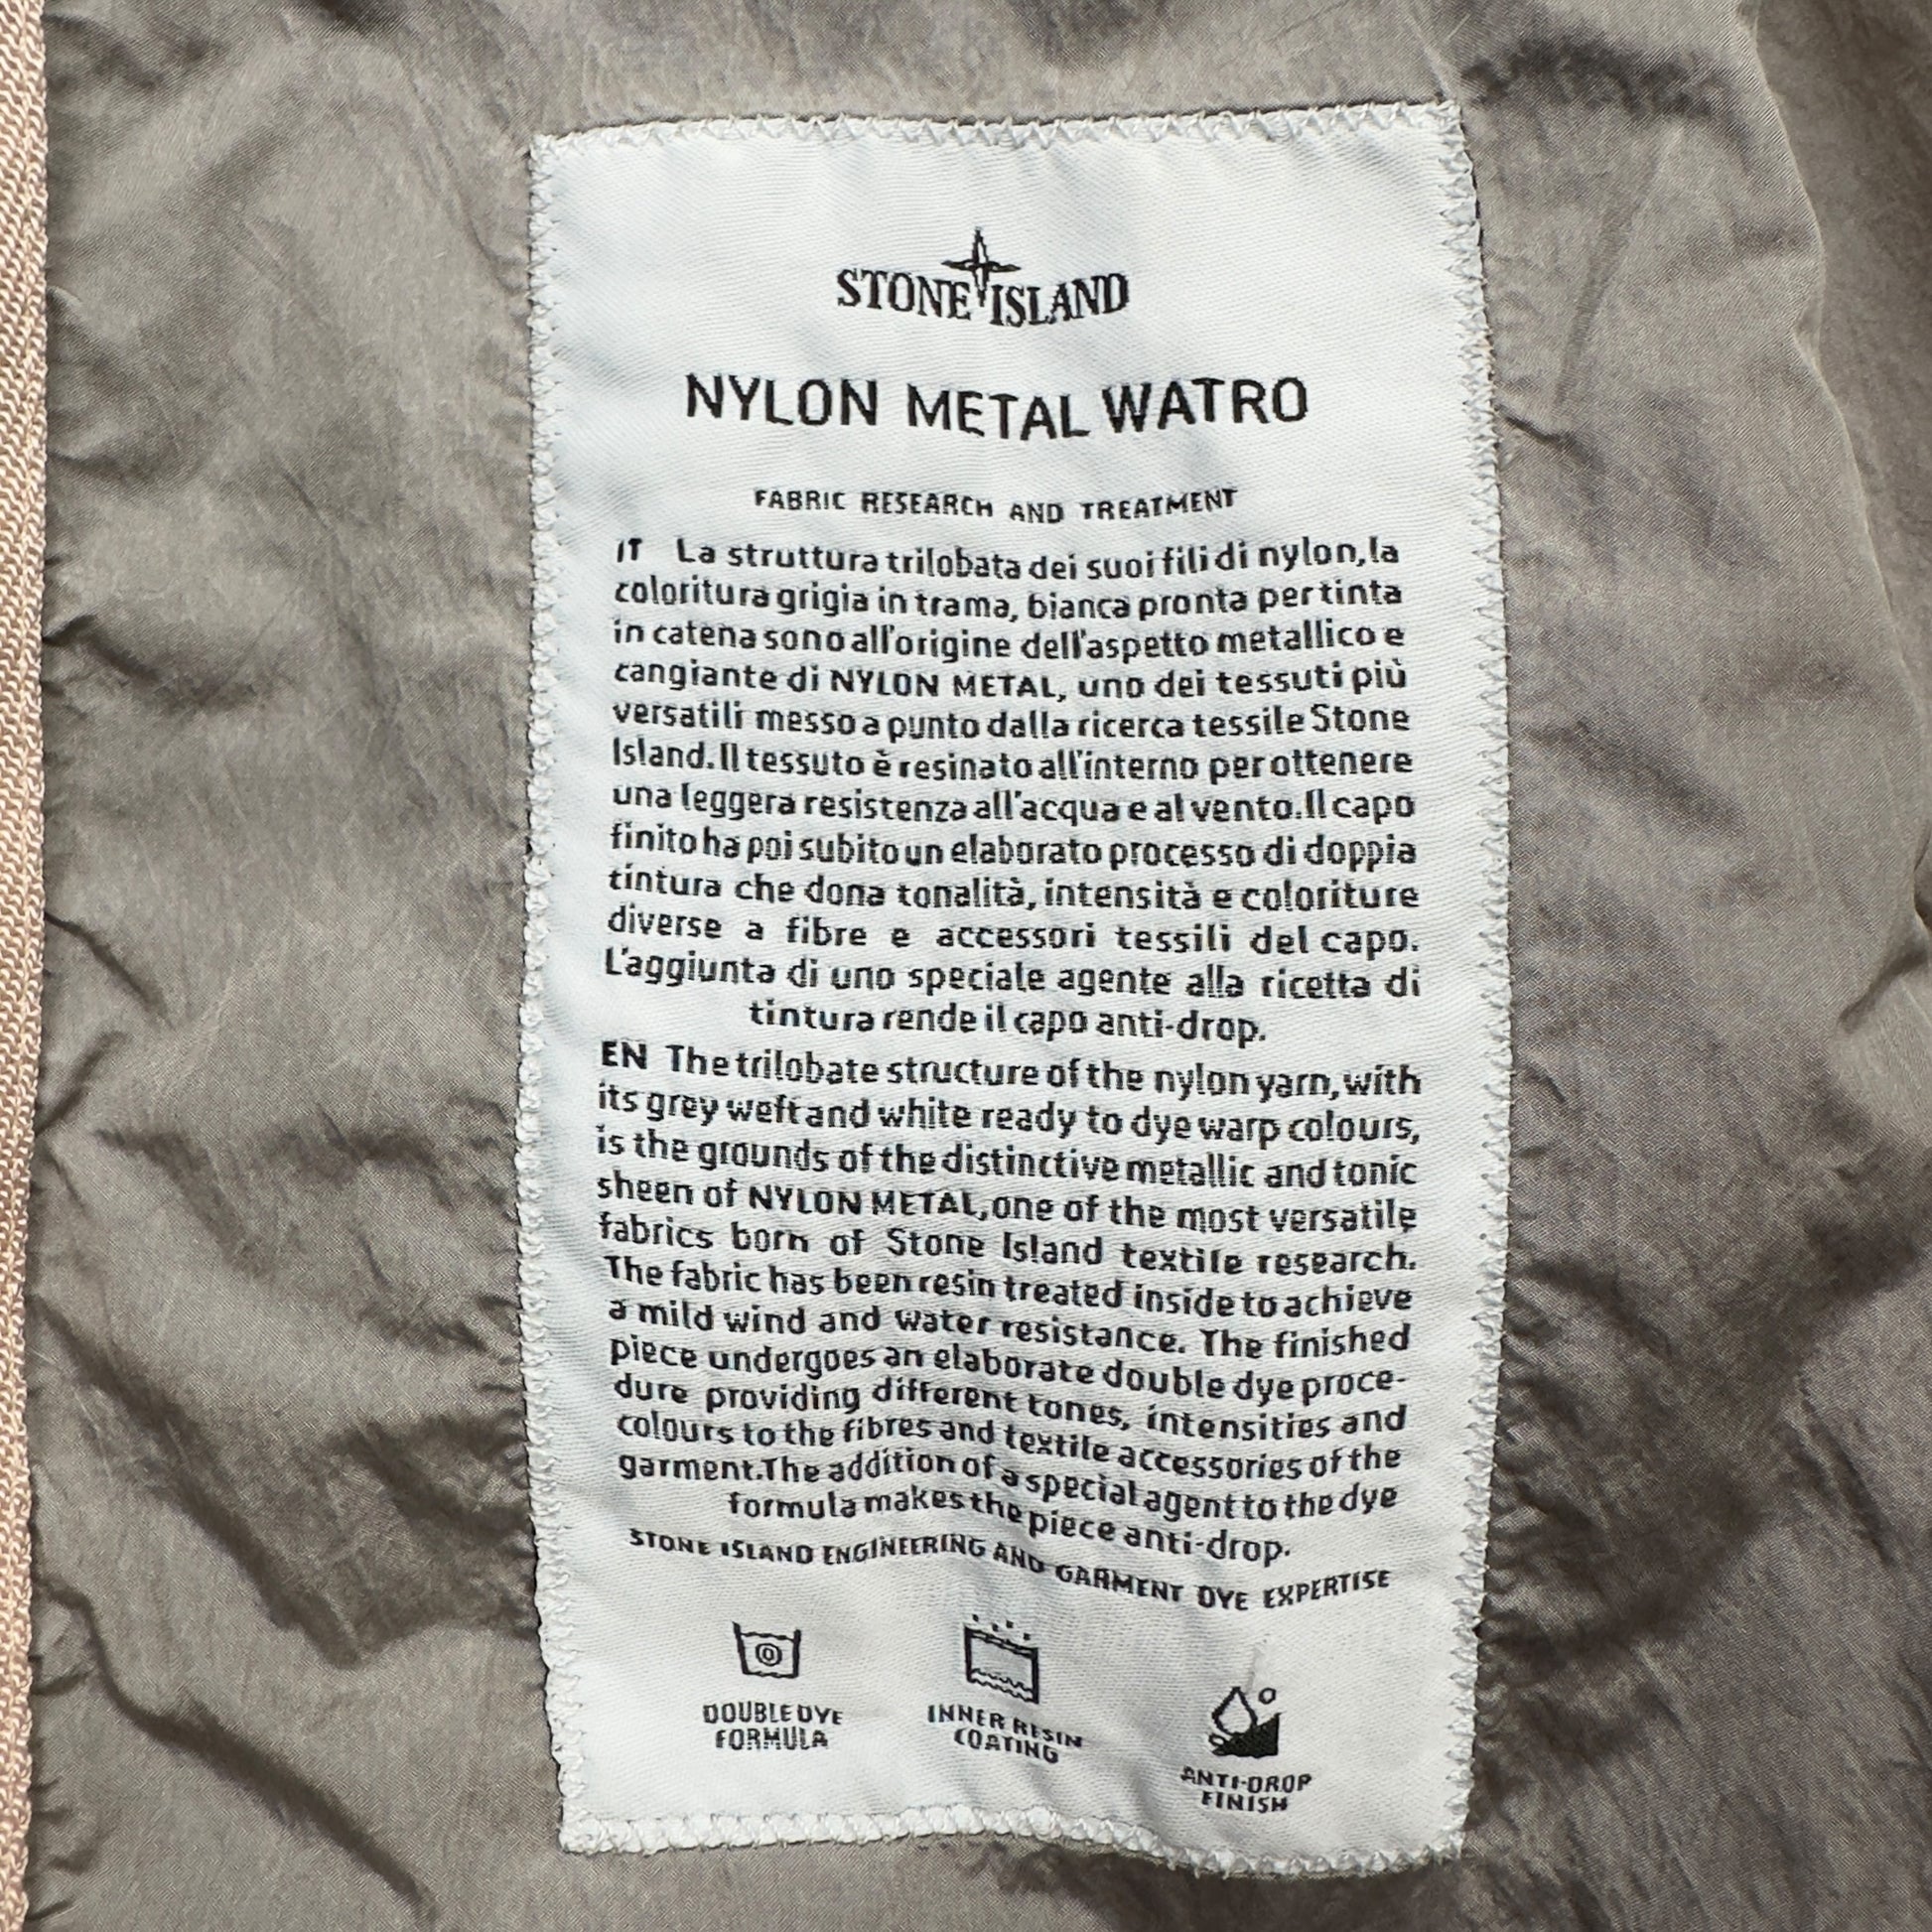 STONE ISLAND
NYLON METAL WATRO
FABRIC RESEARCH AND TREATMENT
IT La struttura trilobata dei suoi fili di nylon, la
coloritura grigia in trama, bianca pronta per tinta
in catena sono all'origine dell'aspetto metallico e
cangiante di NYLON METAL, uno dei tessuti più
versatili messo a punto dalla ricerca tessile Stone
Island. Il tessuto è resinato all'interno per ottenere
una leggera resistenza all'acqua e al vento. Il capo
finito ha poi subito un elaborato processo di doppia
tintura che dona tonalità, intensità e coloriture
diverse a fibre e accessori tessili del capo.
L'aggiunta di uno speciale agente alla ricetta di
tintura rende il capo anti-drop.
EN The trilobate structure of the nylon yarn, with
its grey weft and white ready to dye warp colours,
is the grounds of the distinctive metallic and tonic
sheen of NYLON METAL, one of the most versatile
fabrics born of Stone Island textile research.
The fabric has been resin treated inside to achieve
a mild wind and water resistance. The finished
piece undergoes an elaborate double dye proce-
dure providing different tones, intensities and
colours to the fibres and textile accessories of the
garment. The addition of a special agent to the dye
formula makes the piece anti-drop.
STONE ISLAND ENGINEERING AND GARMENT DYE EXPERTISE
DOUBLE DYE
FORMULA
INNER RESIN
COATING
ANTI-DROP
FINISH